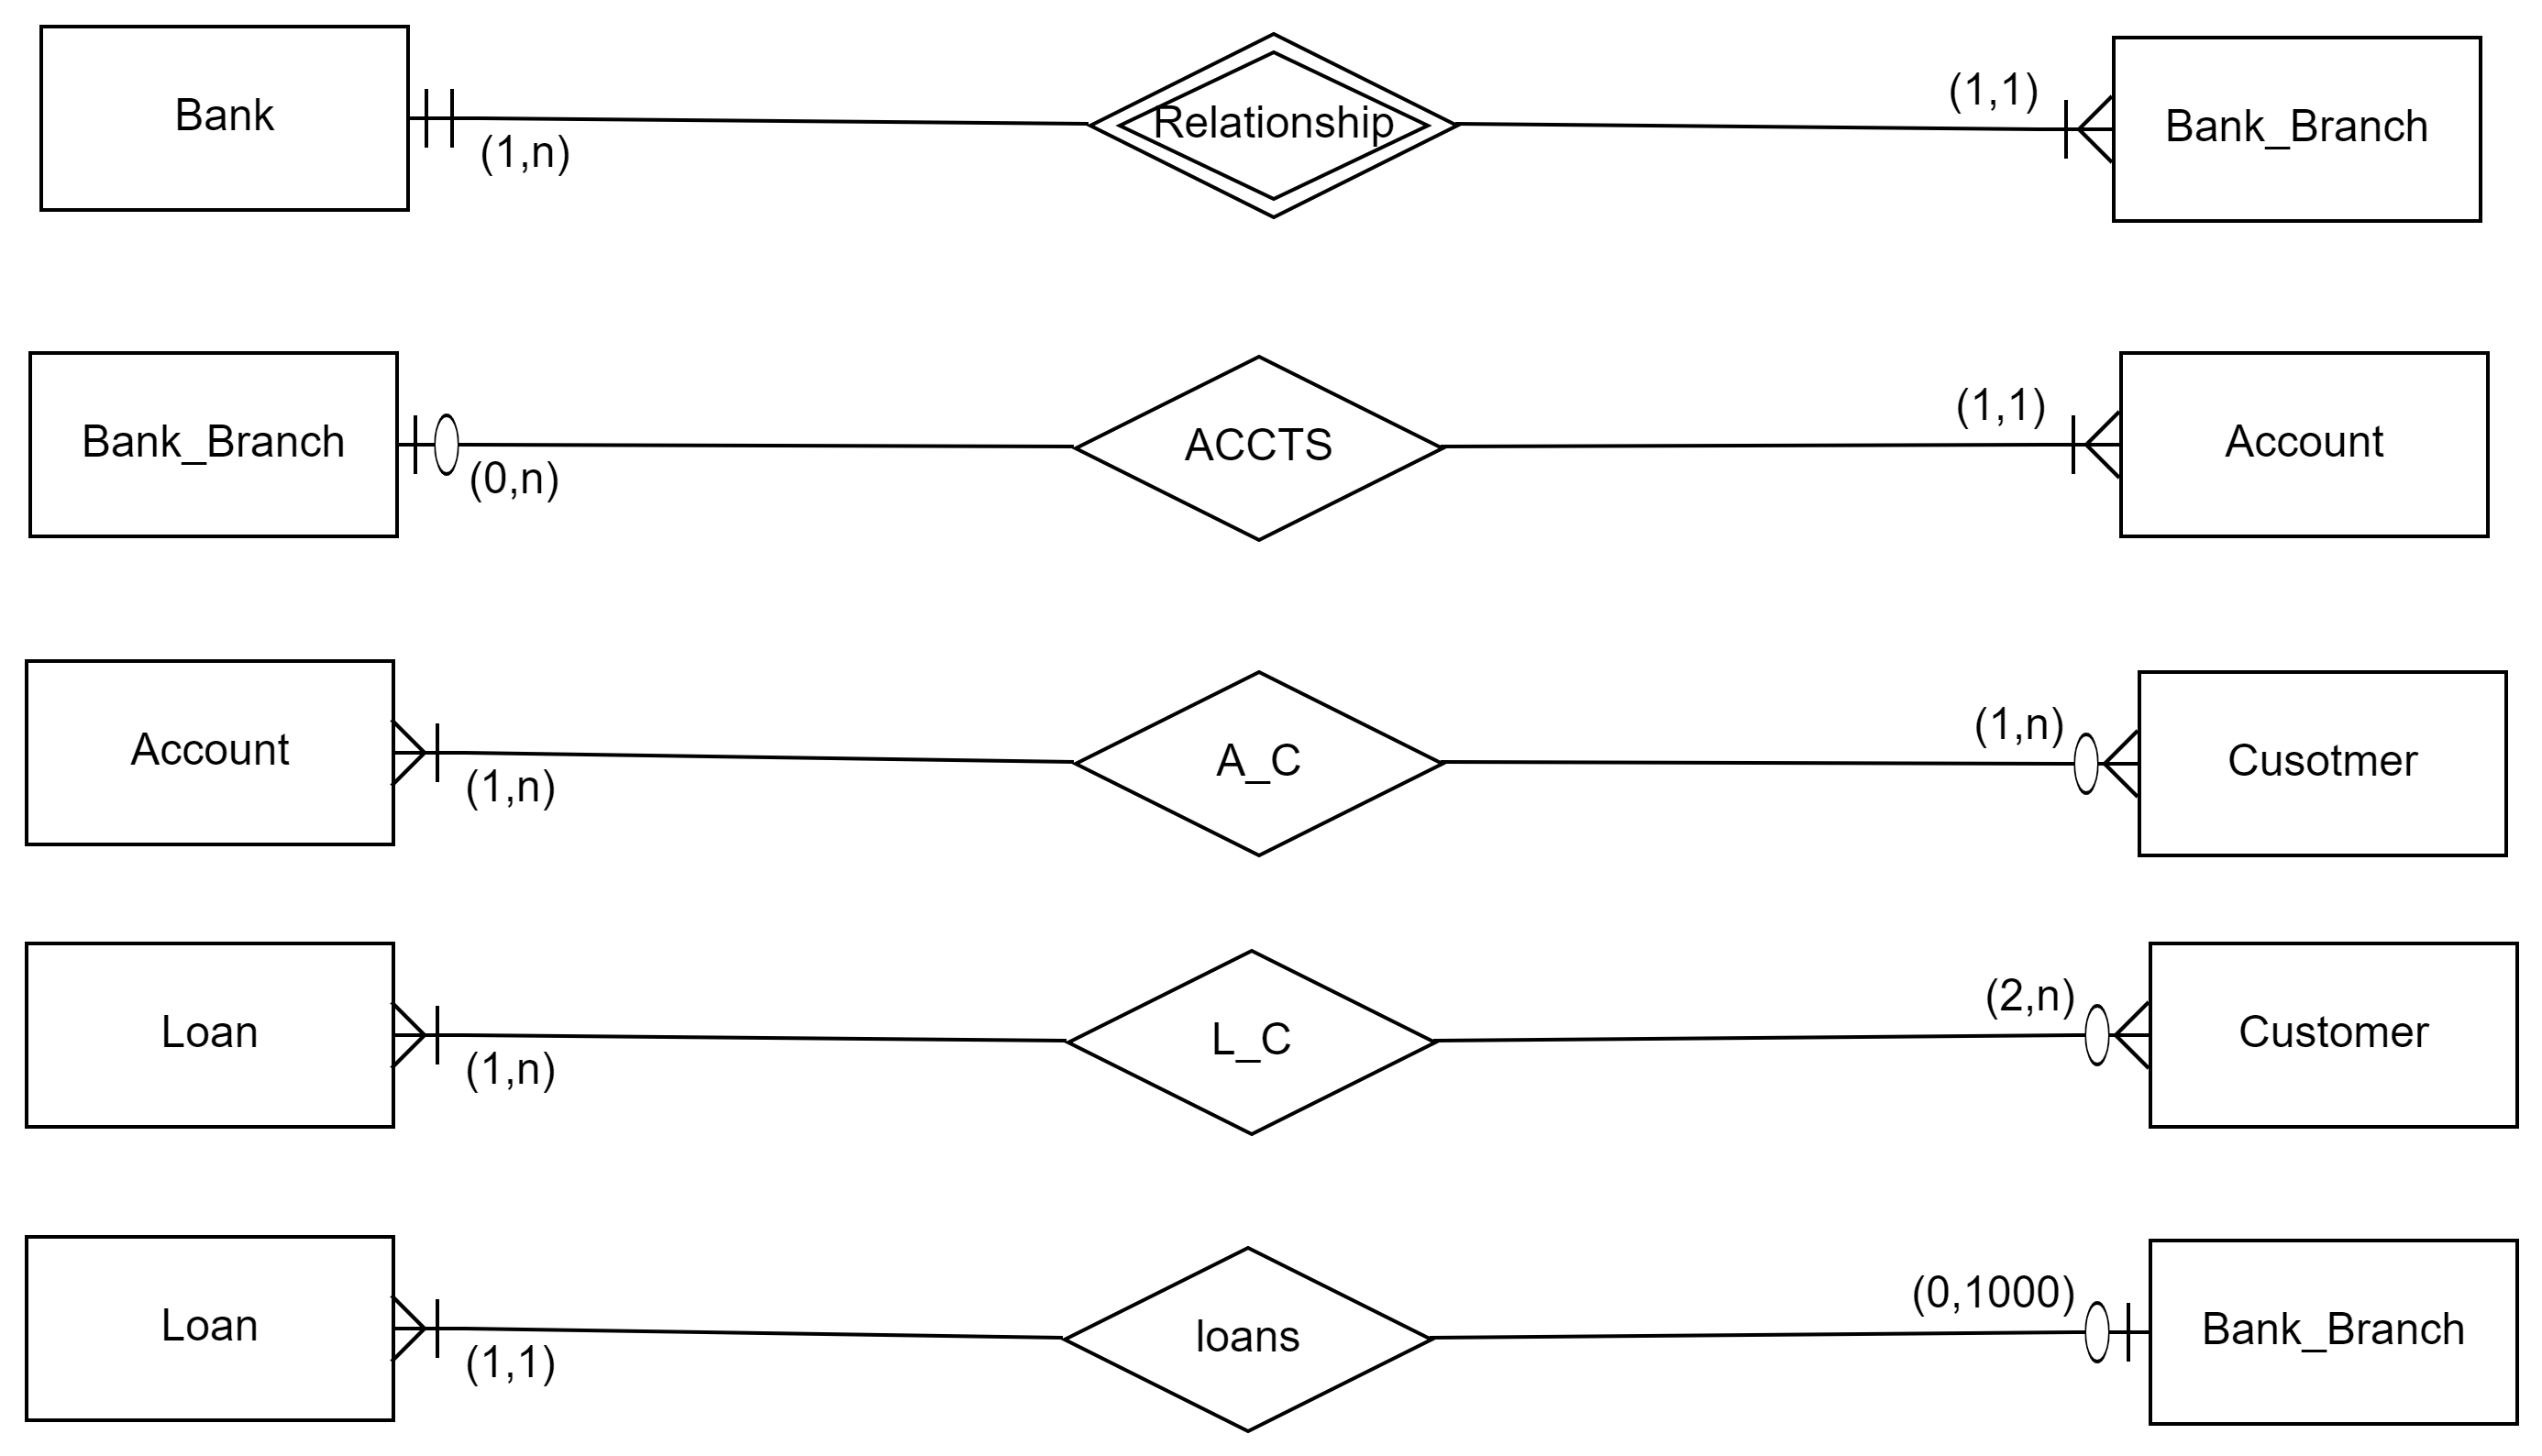 Bank
(1,n)
Relationship
(1,1)
Bank_Branch
Bank_Branch
(0,n)
ACCTS
(1,1)
Account
Account
(1,n)
A_C
(1,n)
Cusotmer
Loan
(1,n)
L_C
(2,n)
Customer
Loan
(1,1)
loans
(0,1000)
Bank_Branch